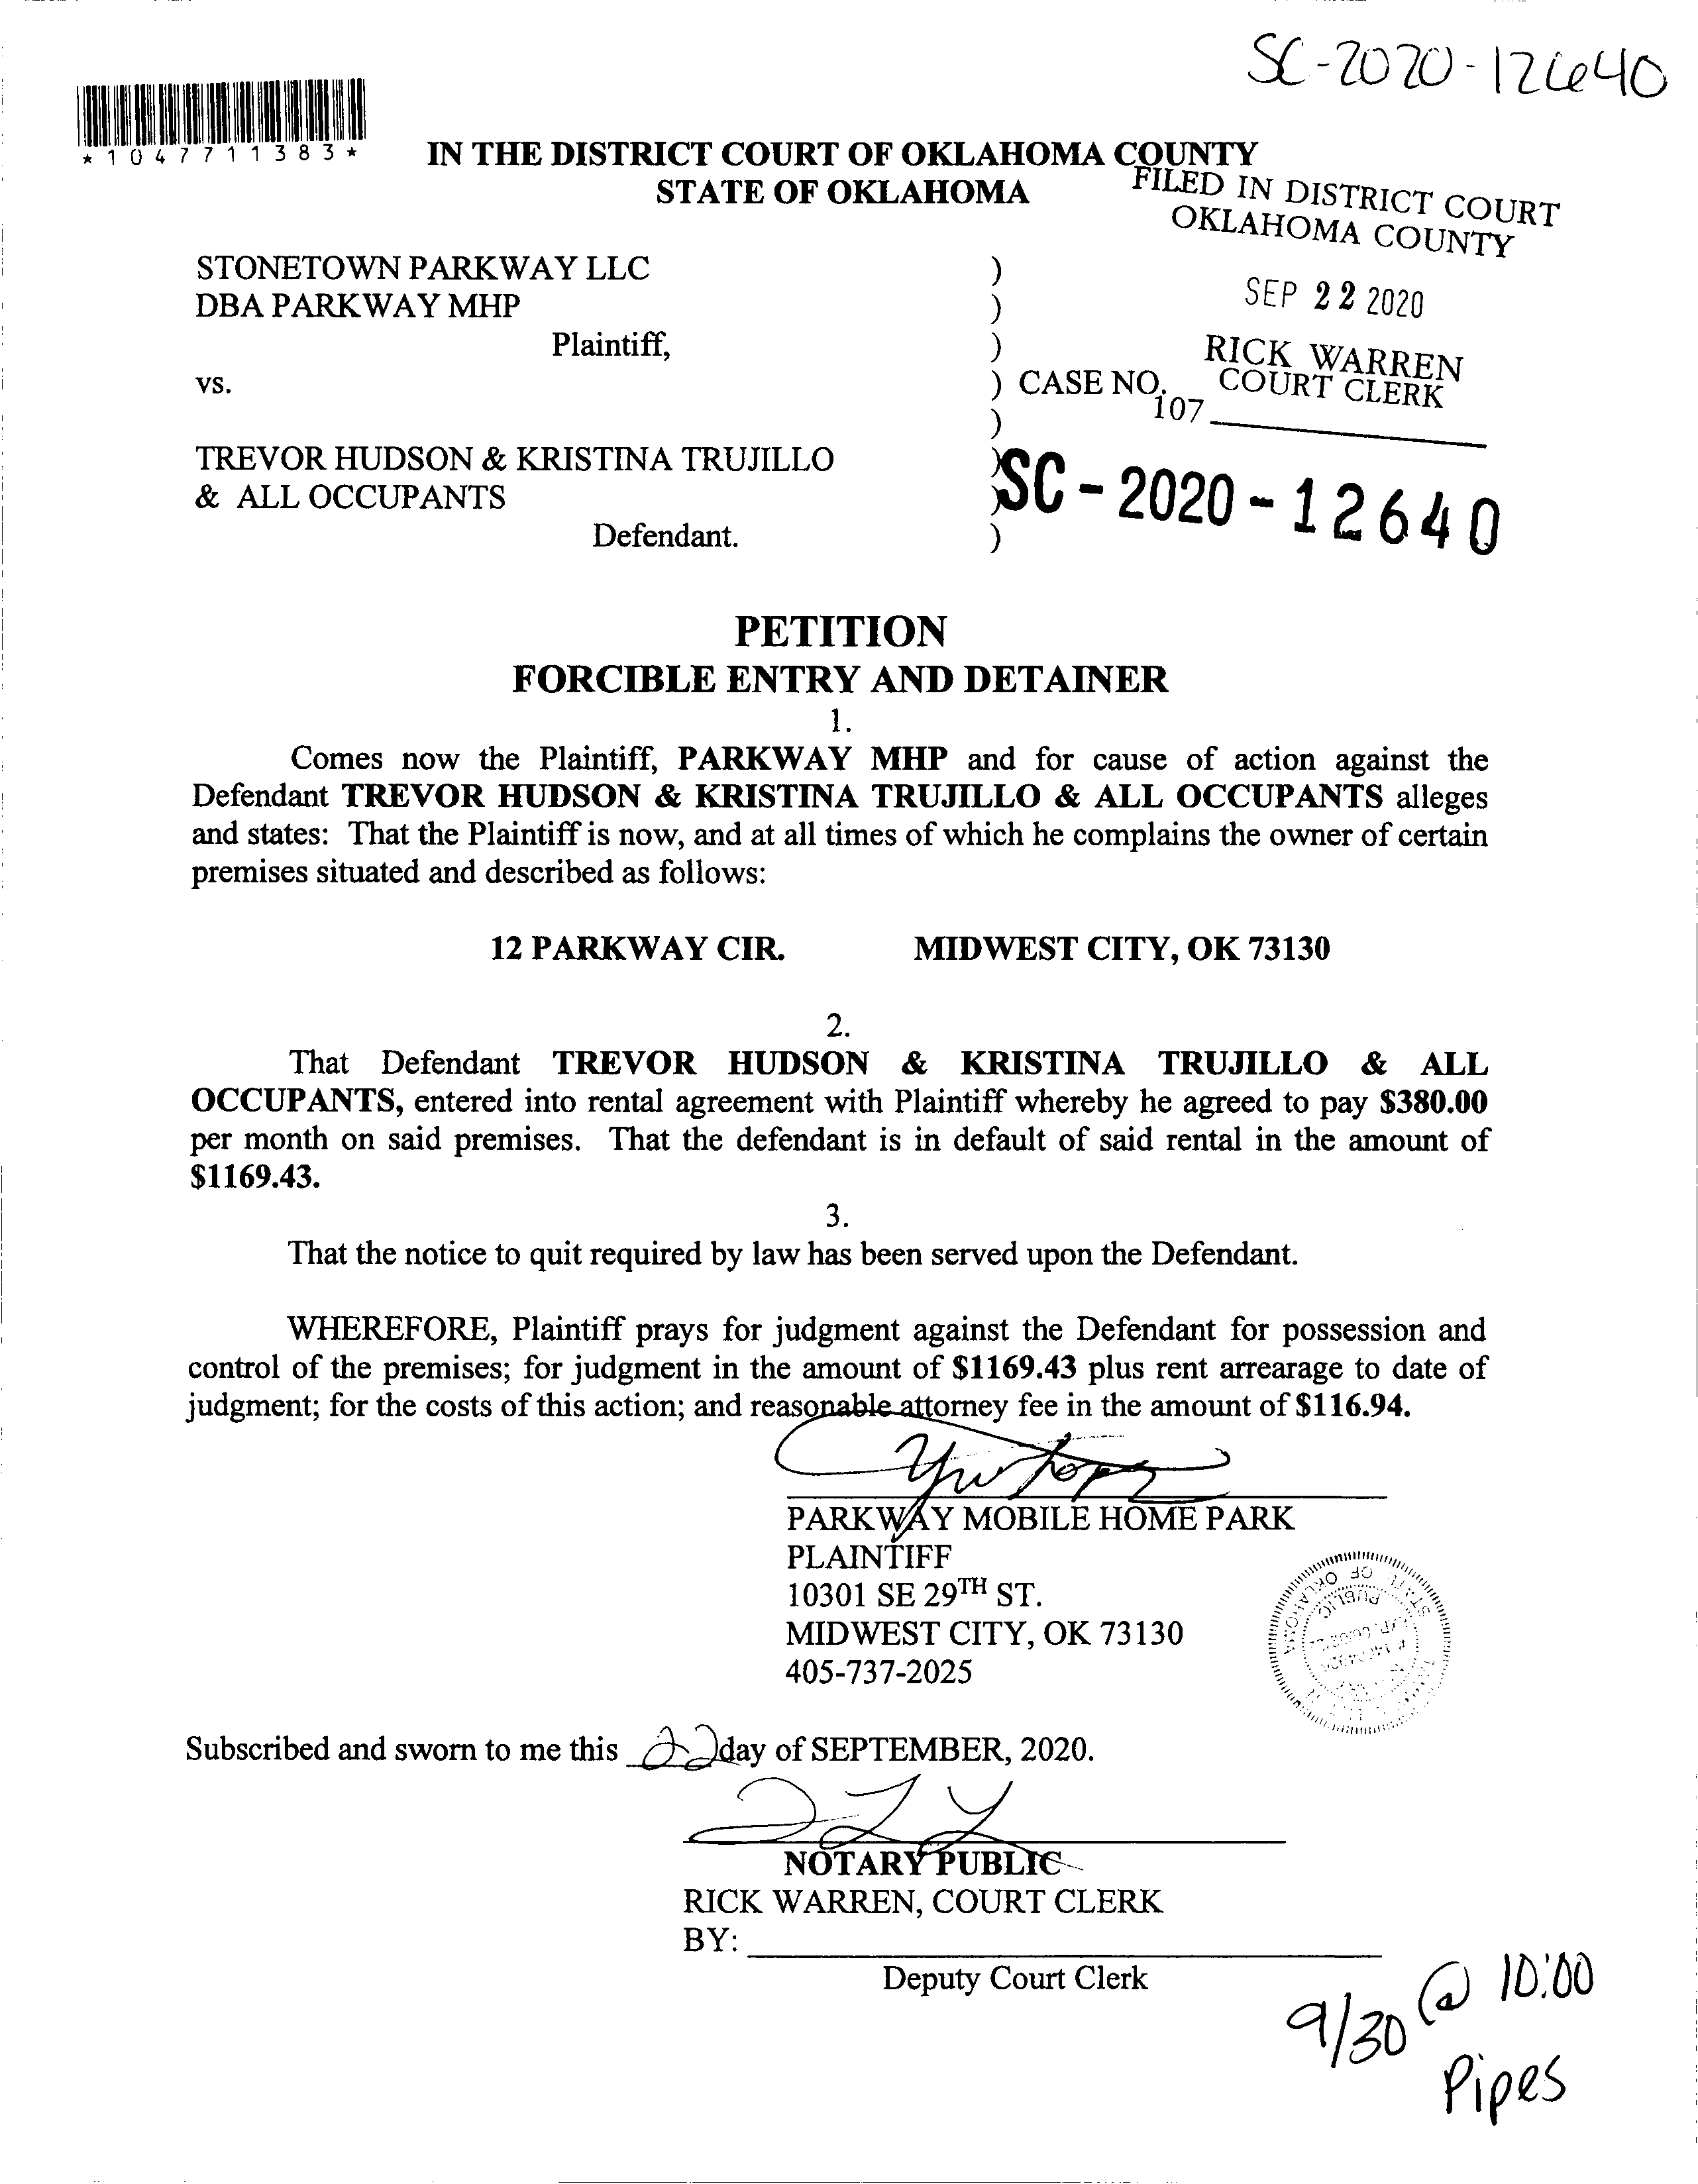 SC-2020-12640
*1047711383*
IN THE DISTRICT COURT OF OKLAHOMA COUNTY
STATE OF OKLAHOMA
FILED IN DISTRICT COURT
OKLAHOMA COUNTY
SEP 22 2020
RICK WARREN
COURT CLERK
107
STONETOWN PARKWAY LLC )
DBA PARKWAY MHP )
Plaintiff, )
vs. ) CASE NO.
)
TREVOR HUDSON & KRISTINA TRUJILLO )
& ALL OCCUPANTS )
Defendant. )
SC-2020-12640
PETITION
FORCIBLE ENTRY AND DETAINER
1.
Comes now the Plaintiff, PARKWAY MHP and for cause of action against the
Defendant TREVOR HUDSON & KRISTINA TRUJILLO & ALL OCCUPANTS alleges
and states: That the Plaintiff is now, and at all times of which he complains the owner of certain
premises situated and described as follows:
12 PARKWAY CIR. MIDWEST CITY, OK 73130
2.
That Defendant TREVOR HUDSON & KRISTINA TRUJILLO & ALL
OCCUPANTS, entered into rental agreement with Plaintiff whereby he agreed to pay $380.00
per month on said premises. That the defendant is in default of said rental in the amount of
$1169.43.
3.
That the notice to quit required by law has been served upon the Defendant.
WHEREFORE, Plaintiff prays for judgment against the Defendant for possession and
control of the premises; for judgment in the amount of $1169.43 plus rent arrearage to date of
judgment; for the costs of this action; and reasonable attorney fee in the amount of $116.94.
PARKWAY MOBILE HOME PARK
PLAINTIFF
10301 SE 29TH ST.
MIDWEST CITY, OK 73130
405-737-2025
STATE OF OKLAHOMA
PUBLIC
Subscribed and sworn to me this 22 day of SEPTEMBER, 2020.
NOTARY PUBLIC
RICK WARREN, COURT CLERK
BY:
Deputy Court Clerk
9/30 @ 10:00
Pipes